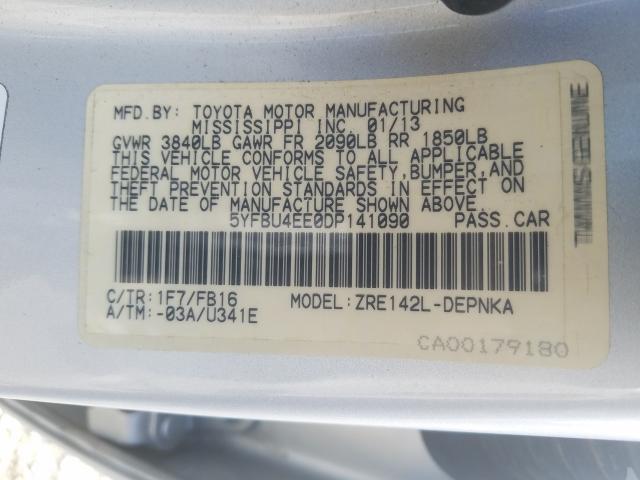 MFD.BY: TOYOTA MOTOR MANUFACTURING
MISSISSIPPI INC. 01/13
GVWR 3840LB GAWR FR 2090LB RR 1850LB
THIS VEHICLE CONFORMS TO ALL APPLICABLE
FEDERAL MOTOR VEHICLE SAFETY,BUMPER,AND
THEFT PREVENTION STANDARDS IN EFFECT ON
THE DATE OF MANUFACTURE SHOWN ABOVE.
5YFBU4EE0DP141090 PASS.CAR
C/TR:1F7/FB16 MODEL:ZRE142L-DEPNKA
A/TM:-03A/U341E
CA00179180